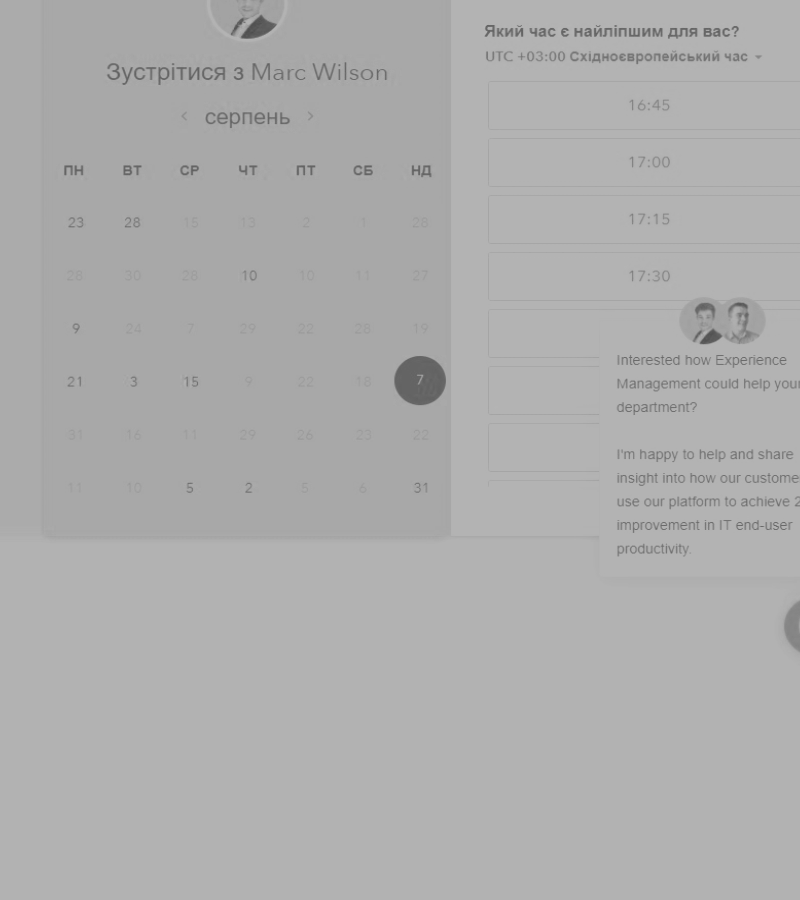 Зустрітися з Marc Wilson
серпень
ПН ВТ СР ЧТ ПТ СБ НД
23 28 15 13 2 1 28
28 30 28 10 10 11 27
9 24 7 29 22 25 19
21 3 15 9 22 18 7
31 16 11 29 26 23 22
11 10 5 2 5 6 31
Який час є найліпшим для вас?
UTC +03:00 Східноєвропейський час
16:45
17:00
17:15
17:30
Interested how Experience
Management could help your
department?
I'm happy to help and share
insight into how our custome
use our platform to achieve 2
improvement in IT end-user
productivity.